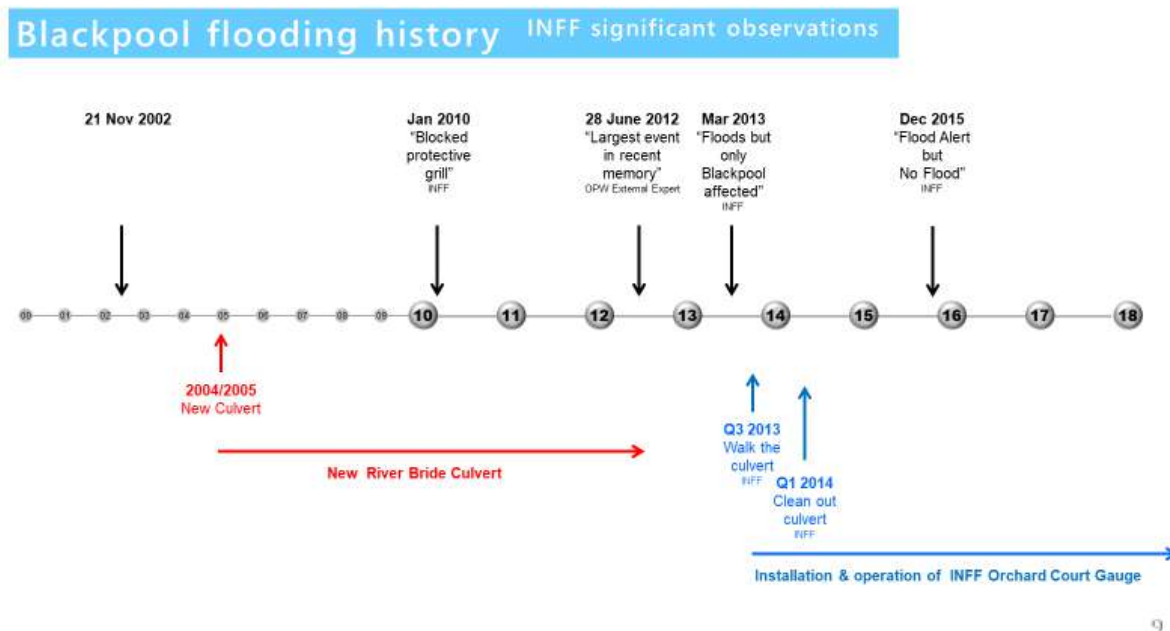 Blackpool flooding history INFF significant observations
21 Nov 2002
Jan 2010
"Blocked
protective
grill"
INFF
28 June 2012
"Largest event
in recent
memory"
OPW External Expert
Mar 2013
"Floods but
only
Blackpool
affected"
INFF
Dec 2015
"Flood Alert
but
No Flood"
INFF
00 01 02 03 04 05 06 07 08 09 10 11 12 13 14 15 16 17 18
2004/2005
New Culvert
New River Bride Culvert
Q3 2013
Walk the
culvert
INFF
Q1 2014
Clean out
culvert
INFF
Installation & operation of INFF Orchard Court Gauge
9